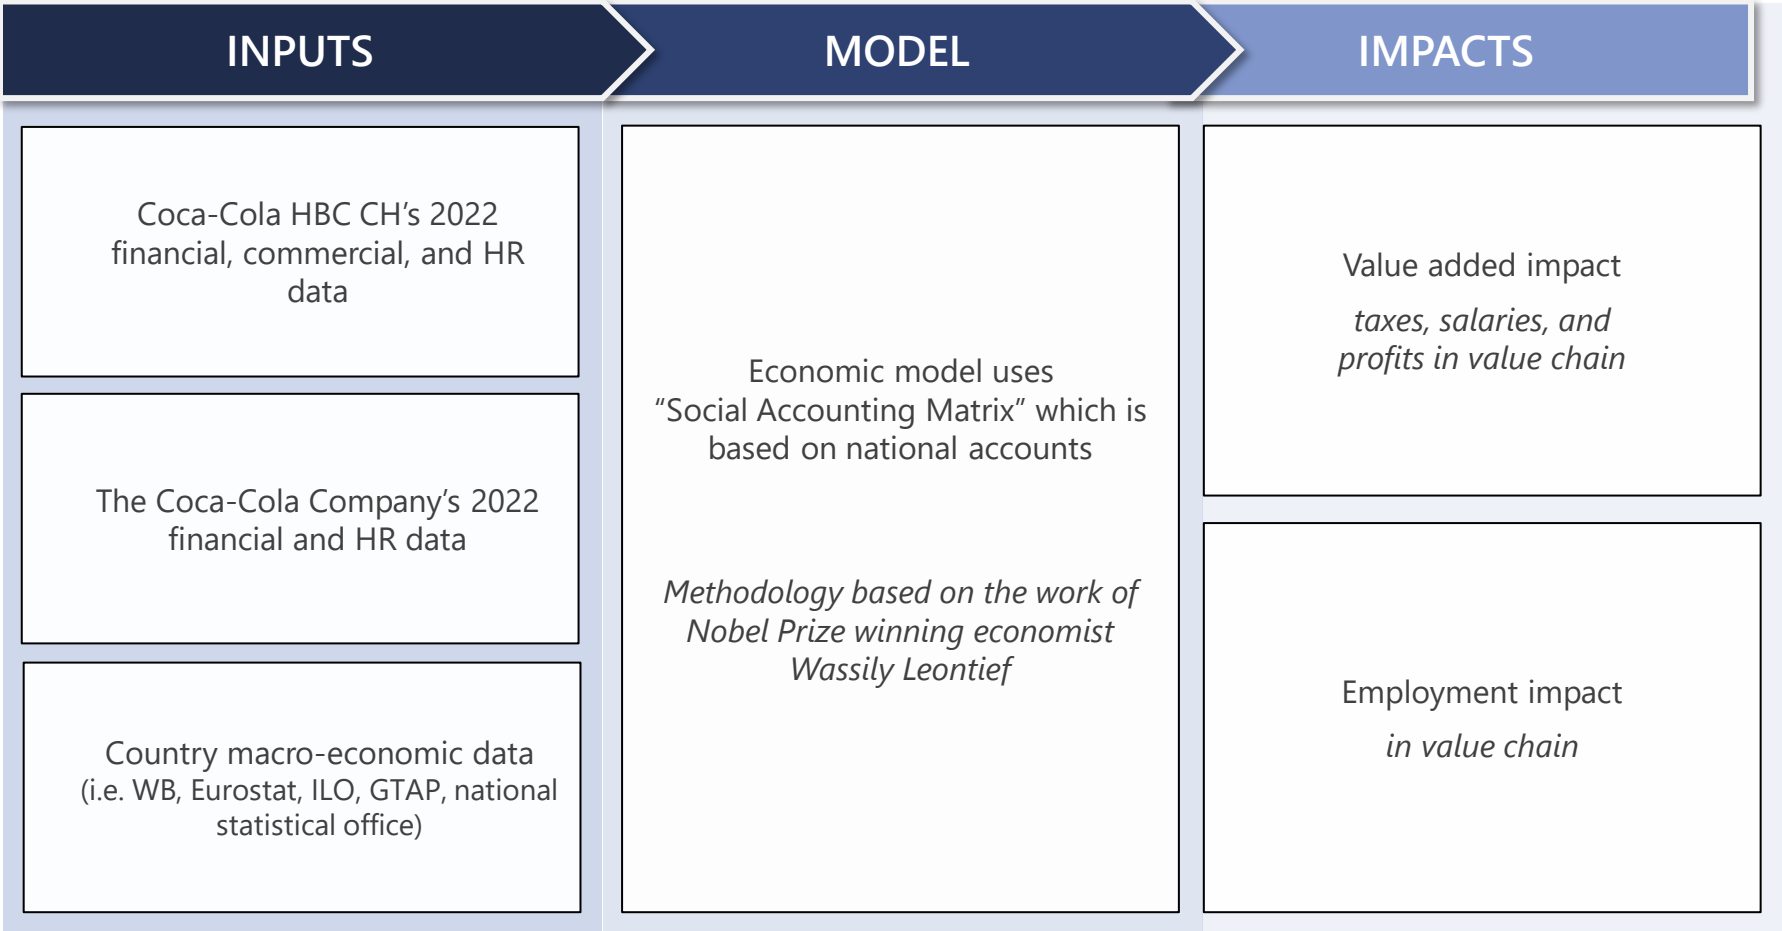 INPUTS
MODEL
IMPACTS
Coca-Cola HBC CH’s 2022
financial, commercial, and HR
data
The Coca-Cola Company’s 2022
financial and HR data
Country macro-economic data
(i.e. WB, Eurostat, ILO, GTAP, national
statistical office)
Economic model uses
“Social Accounting Matrix” which is
based on national accounts
Methodology based on the work of
Nobel Prize winning economist
Wassily Leontief
Value added impact
taxes, salaries, and
profits in value chain
Employment impact
in value chain